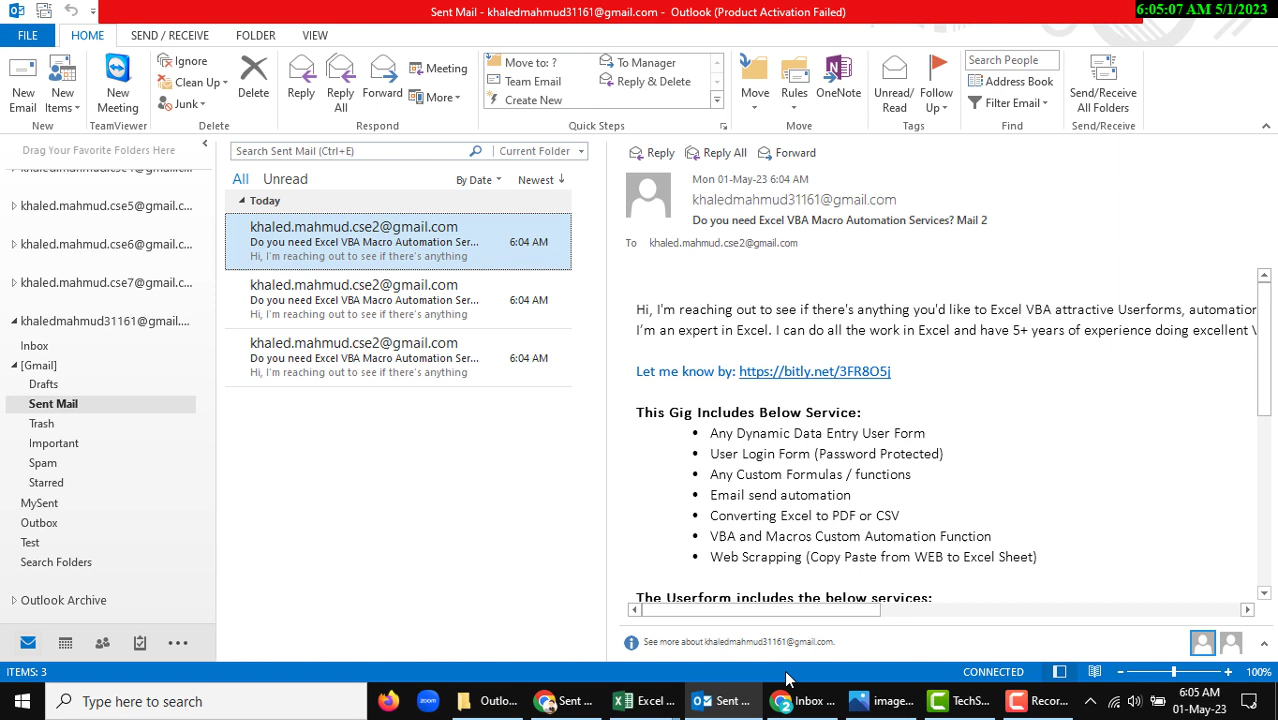 Sent Mail - khaledmahmud31161@gmail.com - Outlook (Product Activation Failed)
6:05:07 AM 5/1/2023
FILE HOME SEND / RECEIVE FOLDER VIEW
New Email
New Items
New Meeting
Ignore
Clean Up
Junk
Delete
Reply
Reply All
Forward
Meeting
More
Move to: ?
Team Email
Create New
To Manager
Reply & Delete
Move
Rules
OneNote
Unread/ Read
Follow Up
Search People
Address Book
Filter Email
Send/Receive All Folders
New TeamViewer Delete Respond Quick Steps Move Tags Find Send/Receive
Drag Your Favorite Folders Here
khaled.mahmud.cse5@gmail.c...
khaled.mahmud.cse6@gmail.c...
khaled.mahmud.cse7@gmail.c...
khaledmahmud31161@gmail....
Inbox
[Gmail]
Drafts
Sent Mail
Trash
Important
Spam
Starred
MySent
Outbox
Test
Search Folders
Outlook Archive
Search Sent Mail (Ctrl+E) Current Folder
All Unread By Date Newest
Today
khaled.mahmud.cse2@gmail.com
Do you need Excel VBA Macro Automation Ser... 6:04 AM
Hi, I'm reaching out to see if there's anything
khaled.mahmud.cse2@gmail.com
Do you need Excel VBA Macro Automation Ser... 6:04 AM
Hi, I'm reaching out to see if there's anything
khaled.mahmud.cse2@gmail.com
Do you need Excel VBA Macro Automation Ser... 6:04 AM
Hi, I'm reaching out to see if there's anything
Reply Reply All Forward
Mon 01-May-23 6:04 AM
khaledmahmud31161@gmail.com
Do you need Excel VBA Macro Automation Services? Mail 2
To khaled.mahmud.cse2@gmail.com
Hi, I'm reaching out to see if there's anything you'd like to Excel VBA attractive Userforms, automation
I'm an expert in Excel. I can do all the work in Excel and have 5+ years of experience doing excellent
Let me know by: https://bitly.net/3FR8O5j
This Gig Includes Below Service:
• Any Dynamic Data Entry User Form
• User Login Form (Password Protected)
• Any Custom Formulas / functions
• Email send automation
• Converting Excel to PDF or CSV
• VBA and Macros Custom Automation Function
• Web Scrapping (Copy Paste from WEB to Excel Sheet)
The Userform includes the below services:
See more about khaledmahmud31161@gmail.com.
ITEMS: 3 CONNECTED 100%
Type here to search
Outlo...
Sent ...
Excel ...
Sent ...
Inbox ...
image...
TechS...
Recor...
6:05 AM
01-May-23